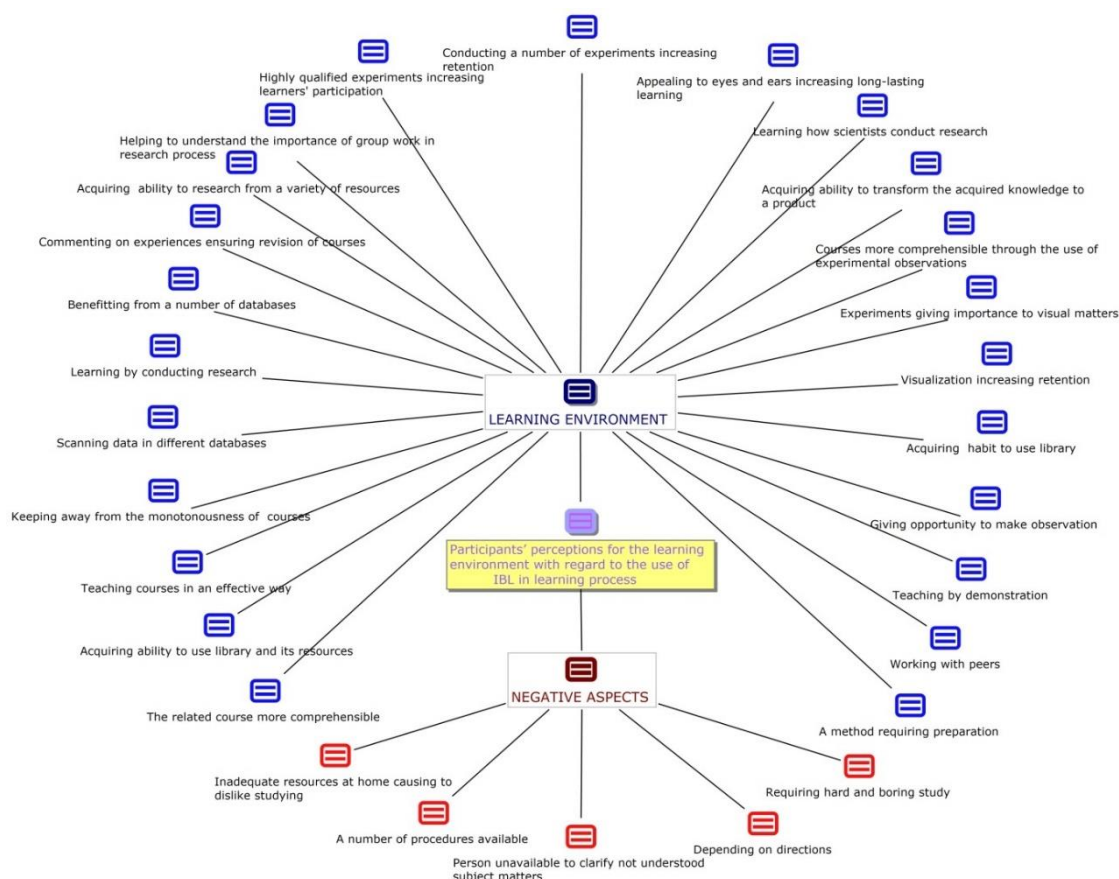 Conducting a number of experiments increasing
retention
Highly qualified experiments increasing
learners' participation
Appealing to eyes and ears increasing long-lasting
learning
Helping to understand the importance of group work in
research process
Learning how scientists conduct research
Acquiring ability to research from a variety of resources
Acquiring ability to transform the acquired knowledge to
a product
Commenting on experiences ensuring revision of courses
Courses more comprehensible through the use of
experimental observations
Benefitting from a number of databases
Experiments giving importance to visual matters
Learning by conducting research
Visualization increasing retention
LEARNING ENVIRONMENT
Scanning data in different databases
Acquiring habit to use library
Keeping away from the monotonousness of courses
Giving opportunity to make observation
Participants' perceptions for the learning
environment with regard to the use of
IBL in learning process
Teaching courses in an effective way
Teaching by demonstration
Acquiring ability to use library and its resources
Working with peers
The related course more comprehensible
NEGATIVE ASPECTS
A method requiring preparation
Inadequate resources at home causing to
dislike studying
Requiring hard and boring study
A number of procedures available
Depending on directions
Person unavailable to clarify not understood
subject matters